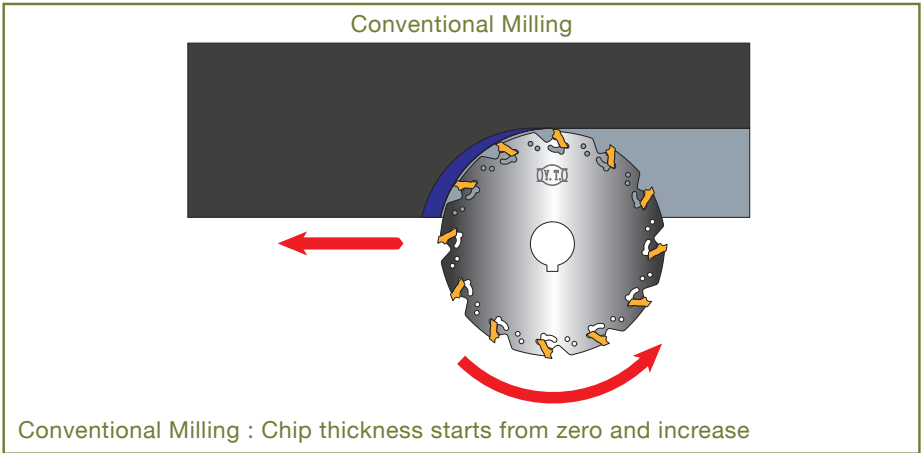 Conventional Milling
Y.T.
Conventional Milling : Chip thickness starts from zero and increase